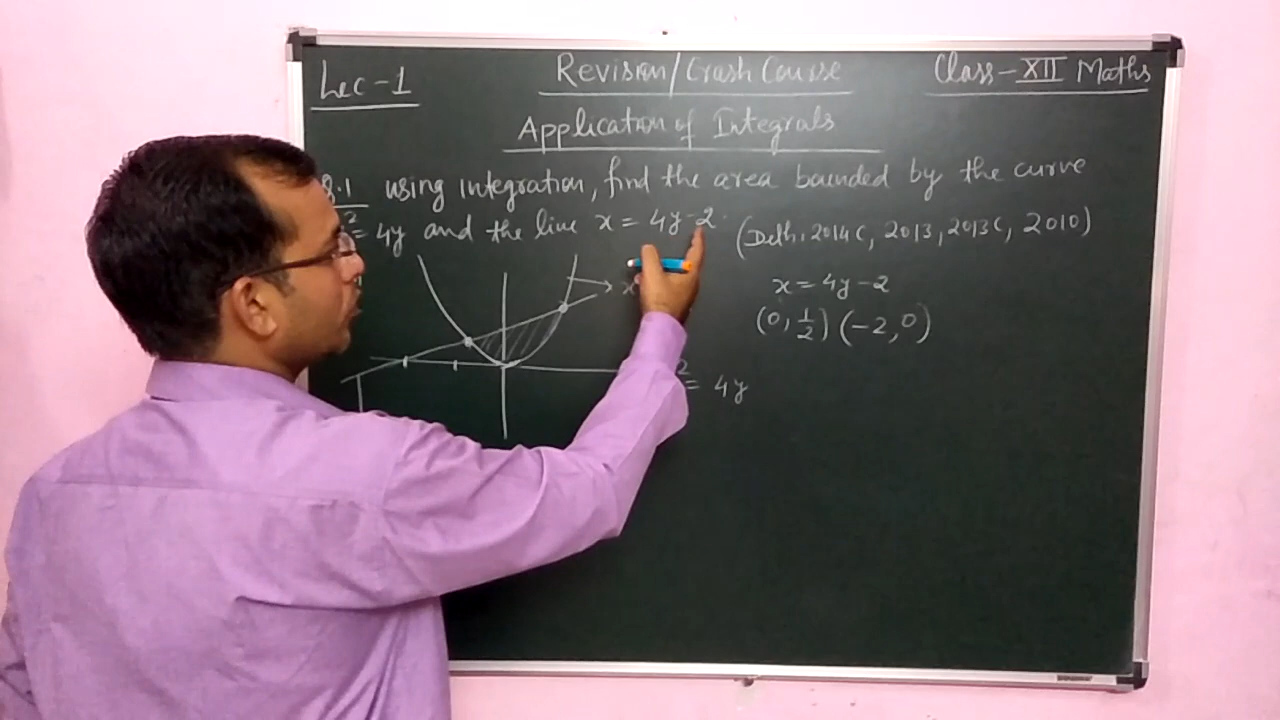 Lec-1 Revision/Crash Course Class-XII Maths
Application of Integrals
Q.1 using integration, find the area bounded by the curve
² = 4y and the line x = 4y-2. (Delhi 2014C, 2013, 2013C, 2010)
x = 4y-2
(0, 1/2) (-2, 0)
x
² = 4y